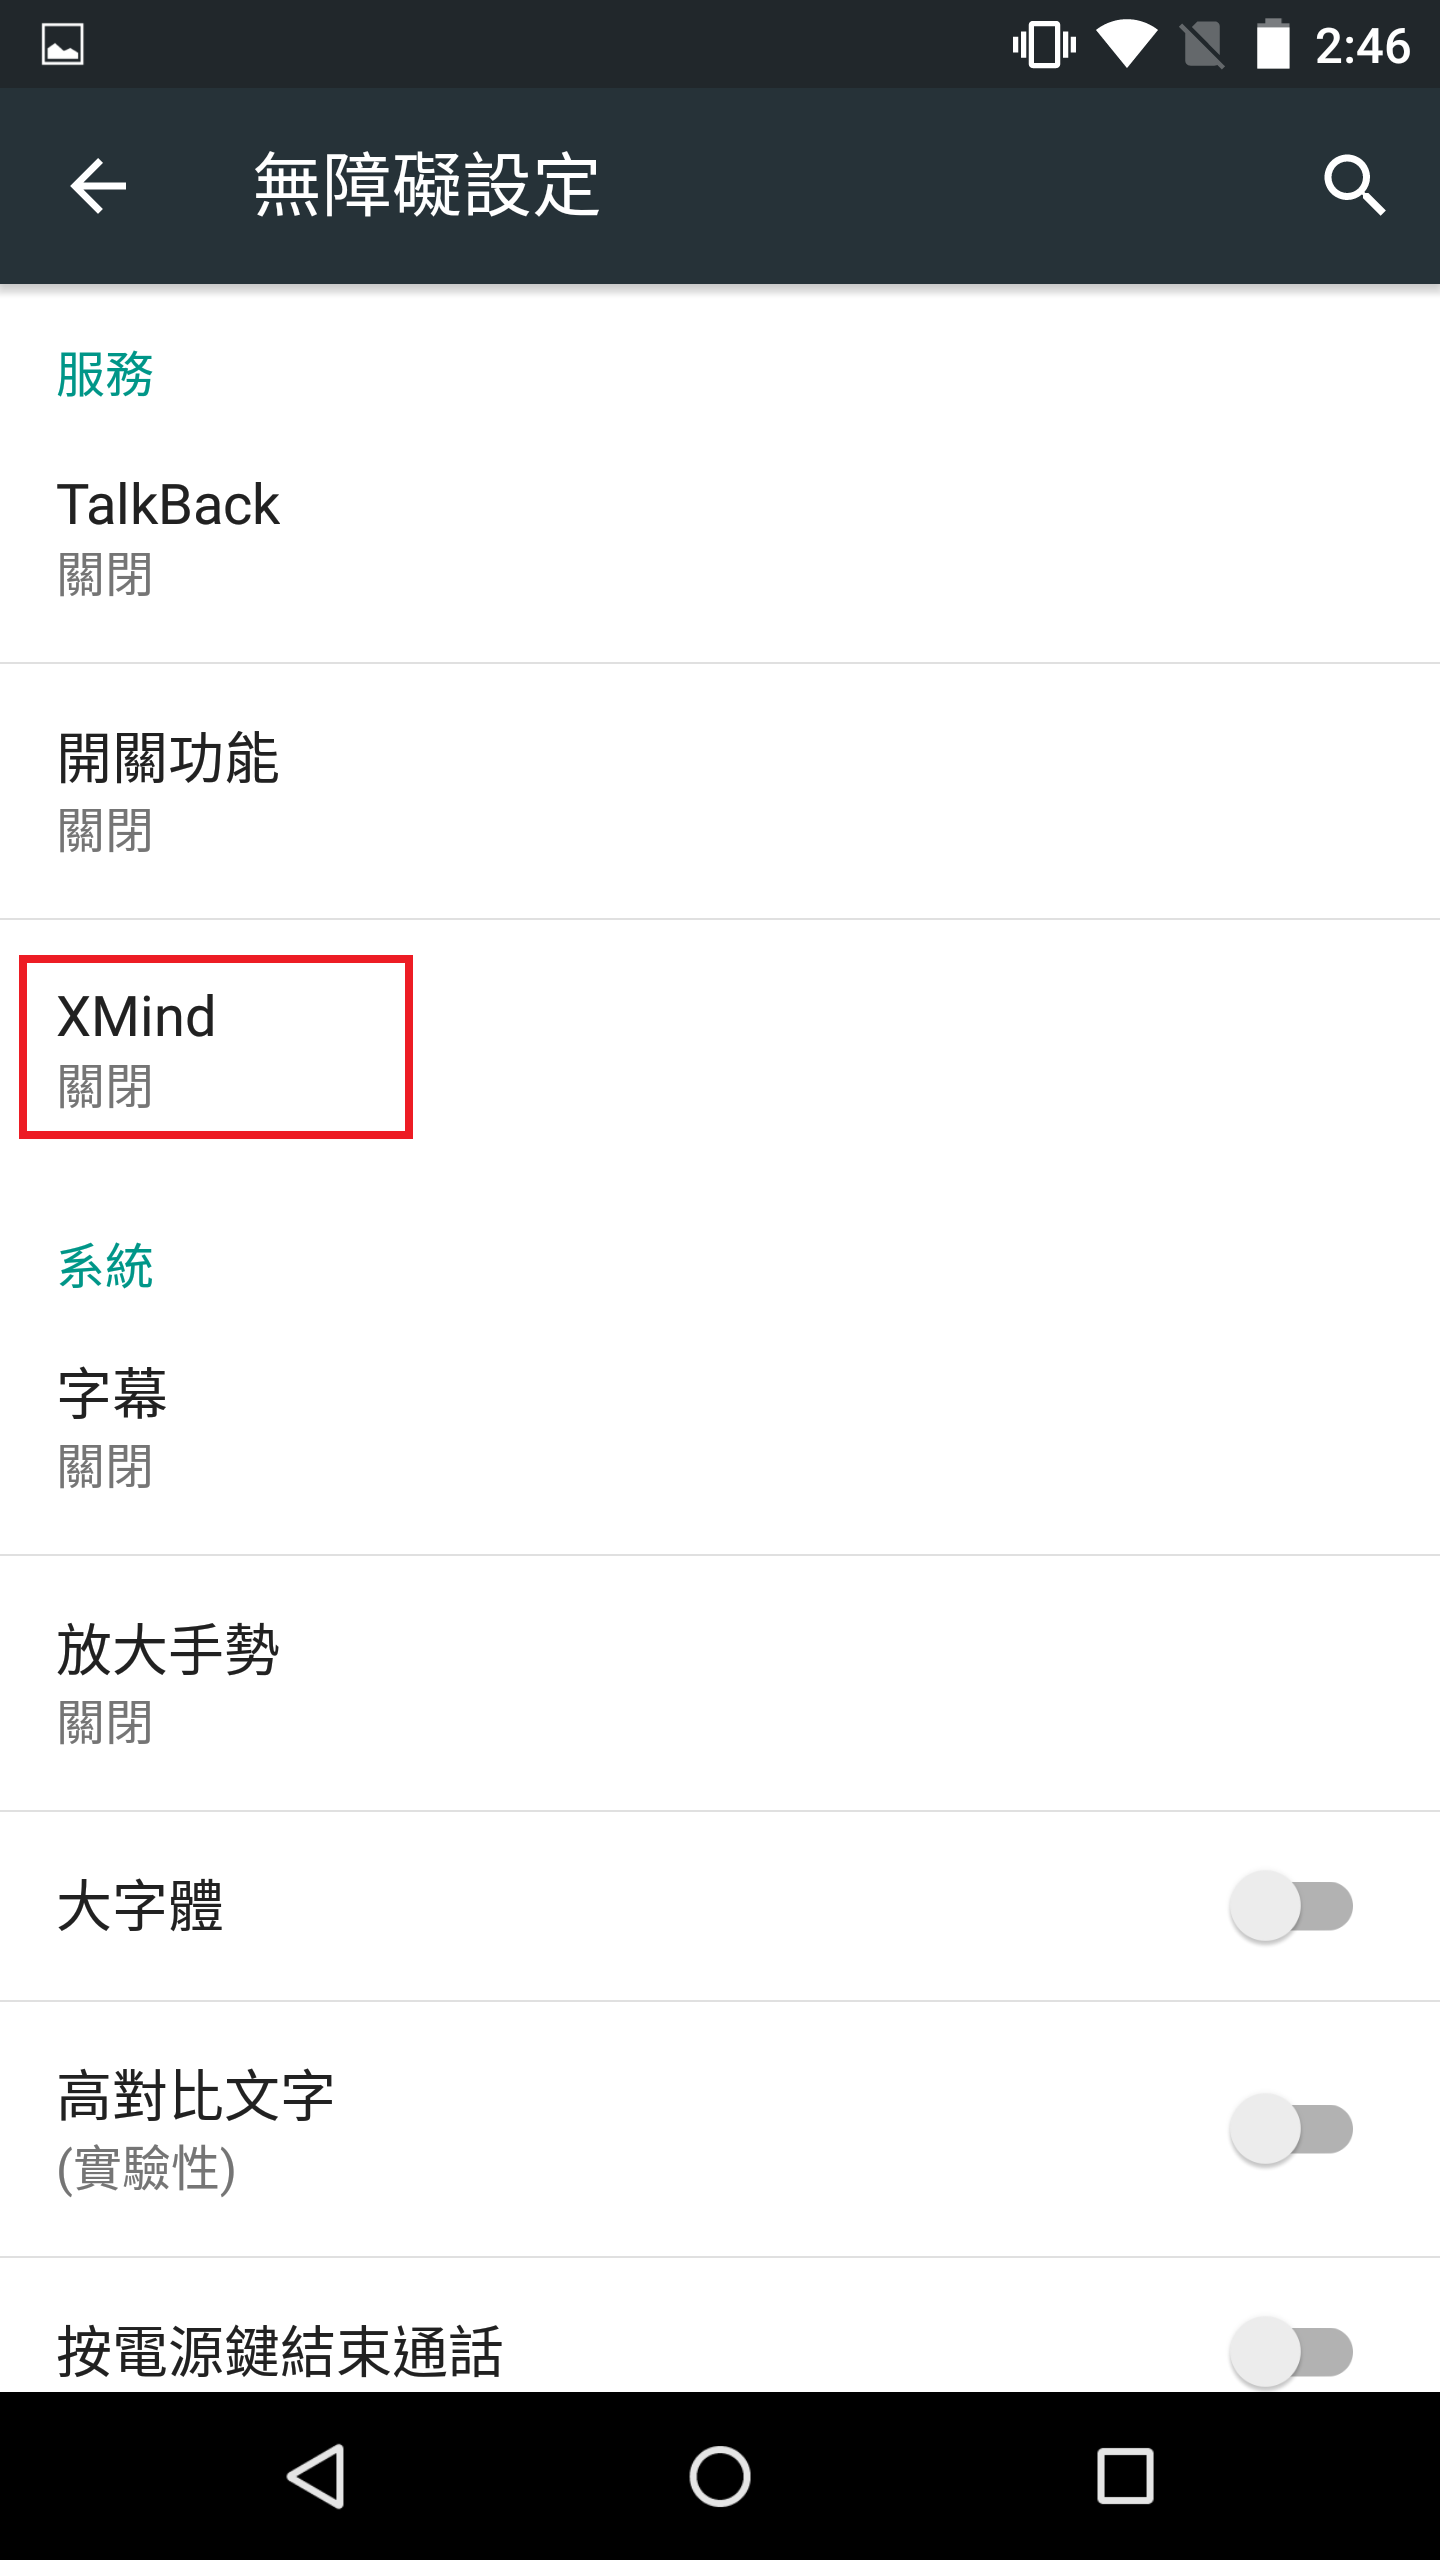 2:46
無障礙設定
服務
TalkBack
關閉
開關功能
關閉
XMind
關閉
系統
字幕
關閉
放大手勢
關閉
大字體
高對比文字
(實驗性)
按電源鍵結束通話